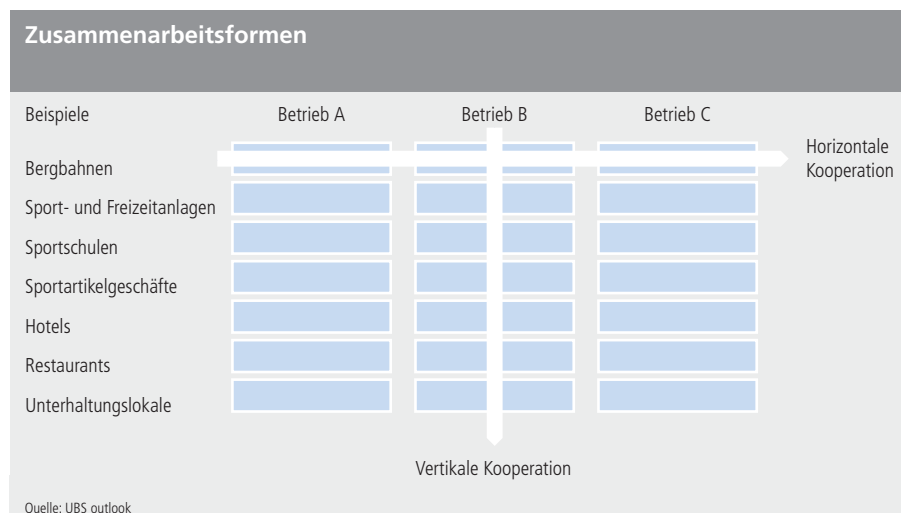 Zusammenarbeitsformen
Beispiele Betrieb A Betrieb B Betrieb C
Horizontale
Kooperation
Bergbahnen
Sport- und Freizeitanlagen
Sportschulen
Sportartikelgeschäfte
Hotels
Restaurants
Unterhaltungslokale
Vertikale Kooperation
Quelle: UBS outlook